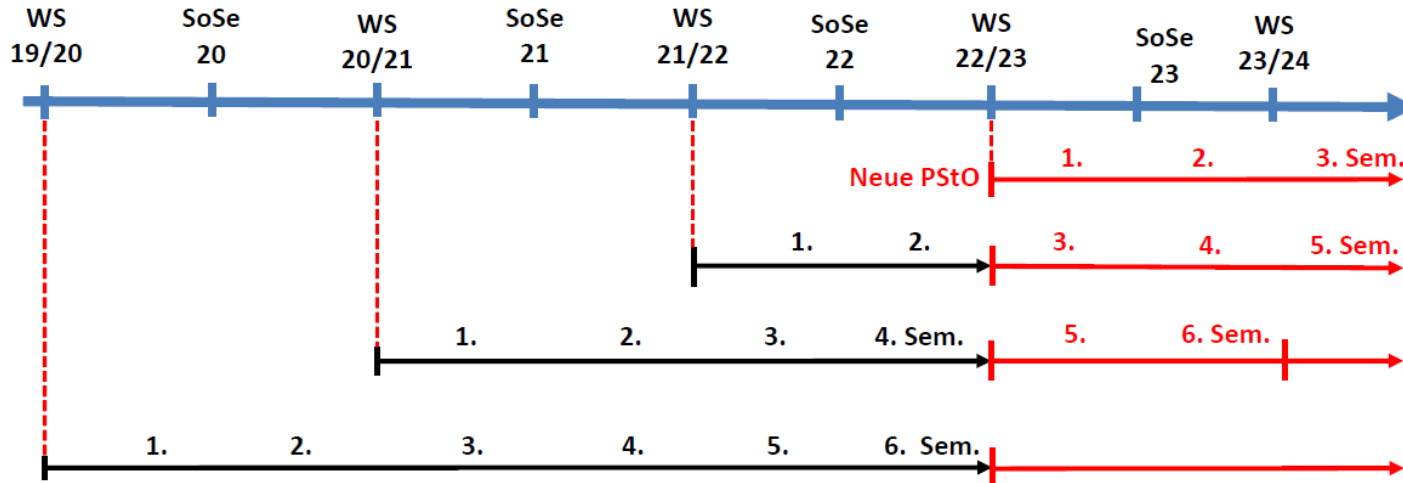 WS SoSe WS SoSe WS SoSe WS SoSe WS
19/20 20 20/21 21 21/22 22 22/23 23 23/24
Neue PStO 1. 2. 3. Sem.
1. 2. 3. 4. 5. Sem.
1. 2. 3. 4. Sem. 5. 6. Sem.
1. 2. 3. 4. 5. 6. Sem.